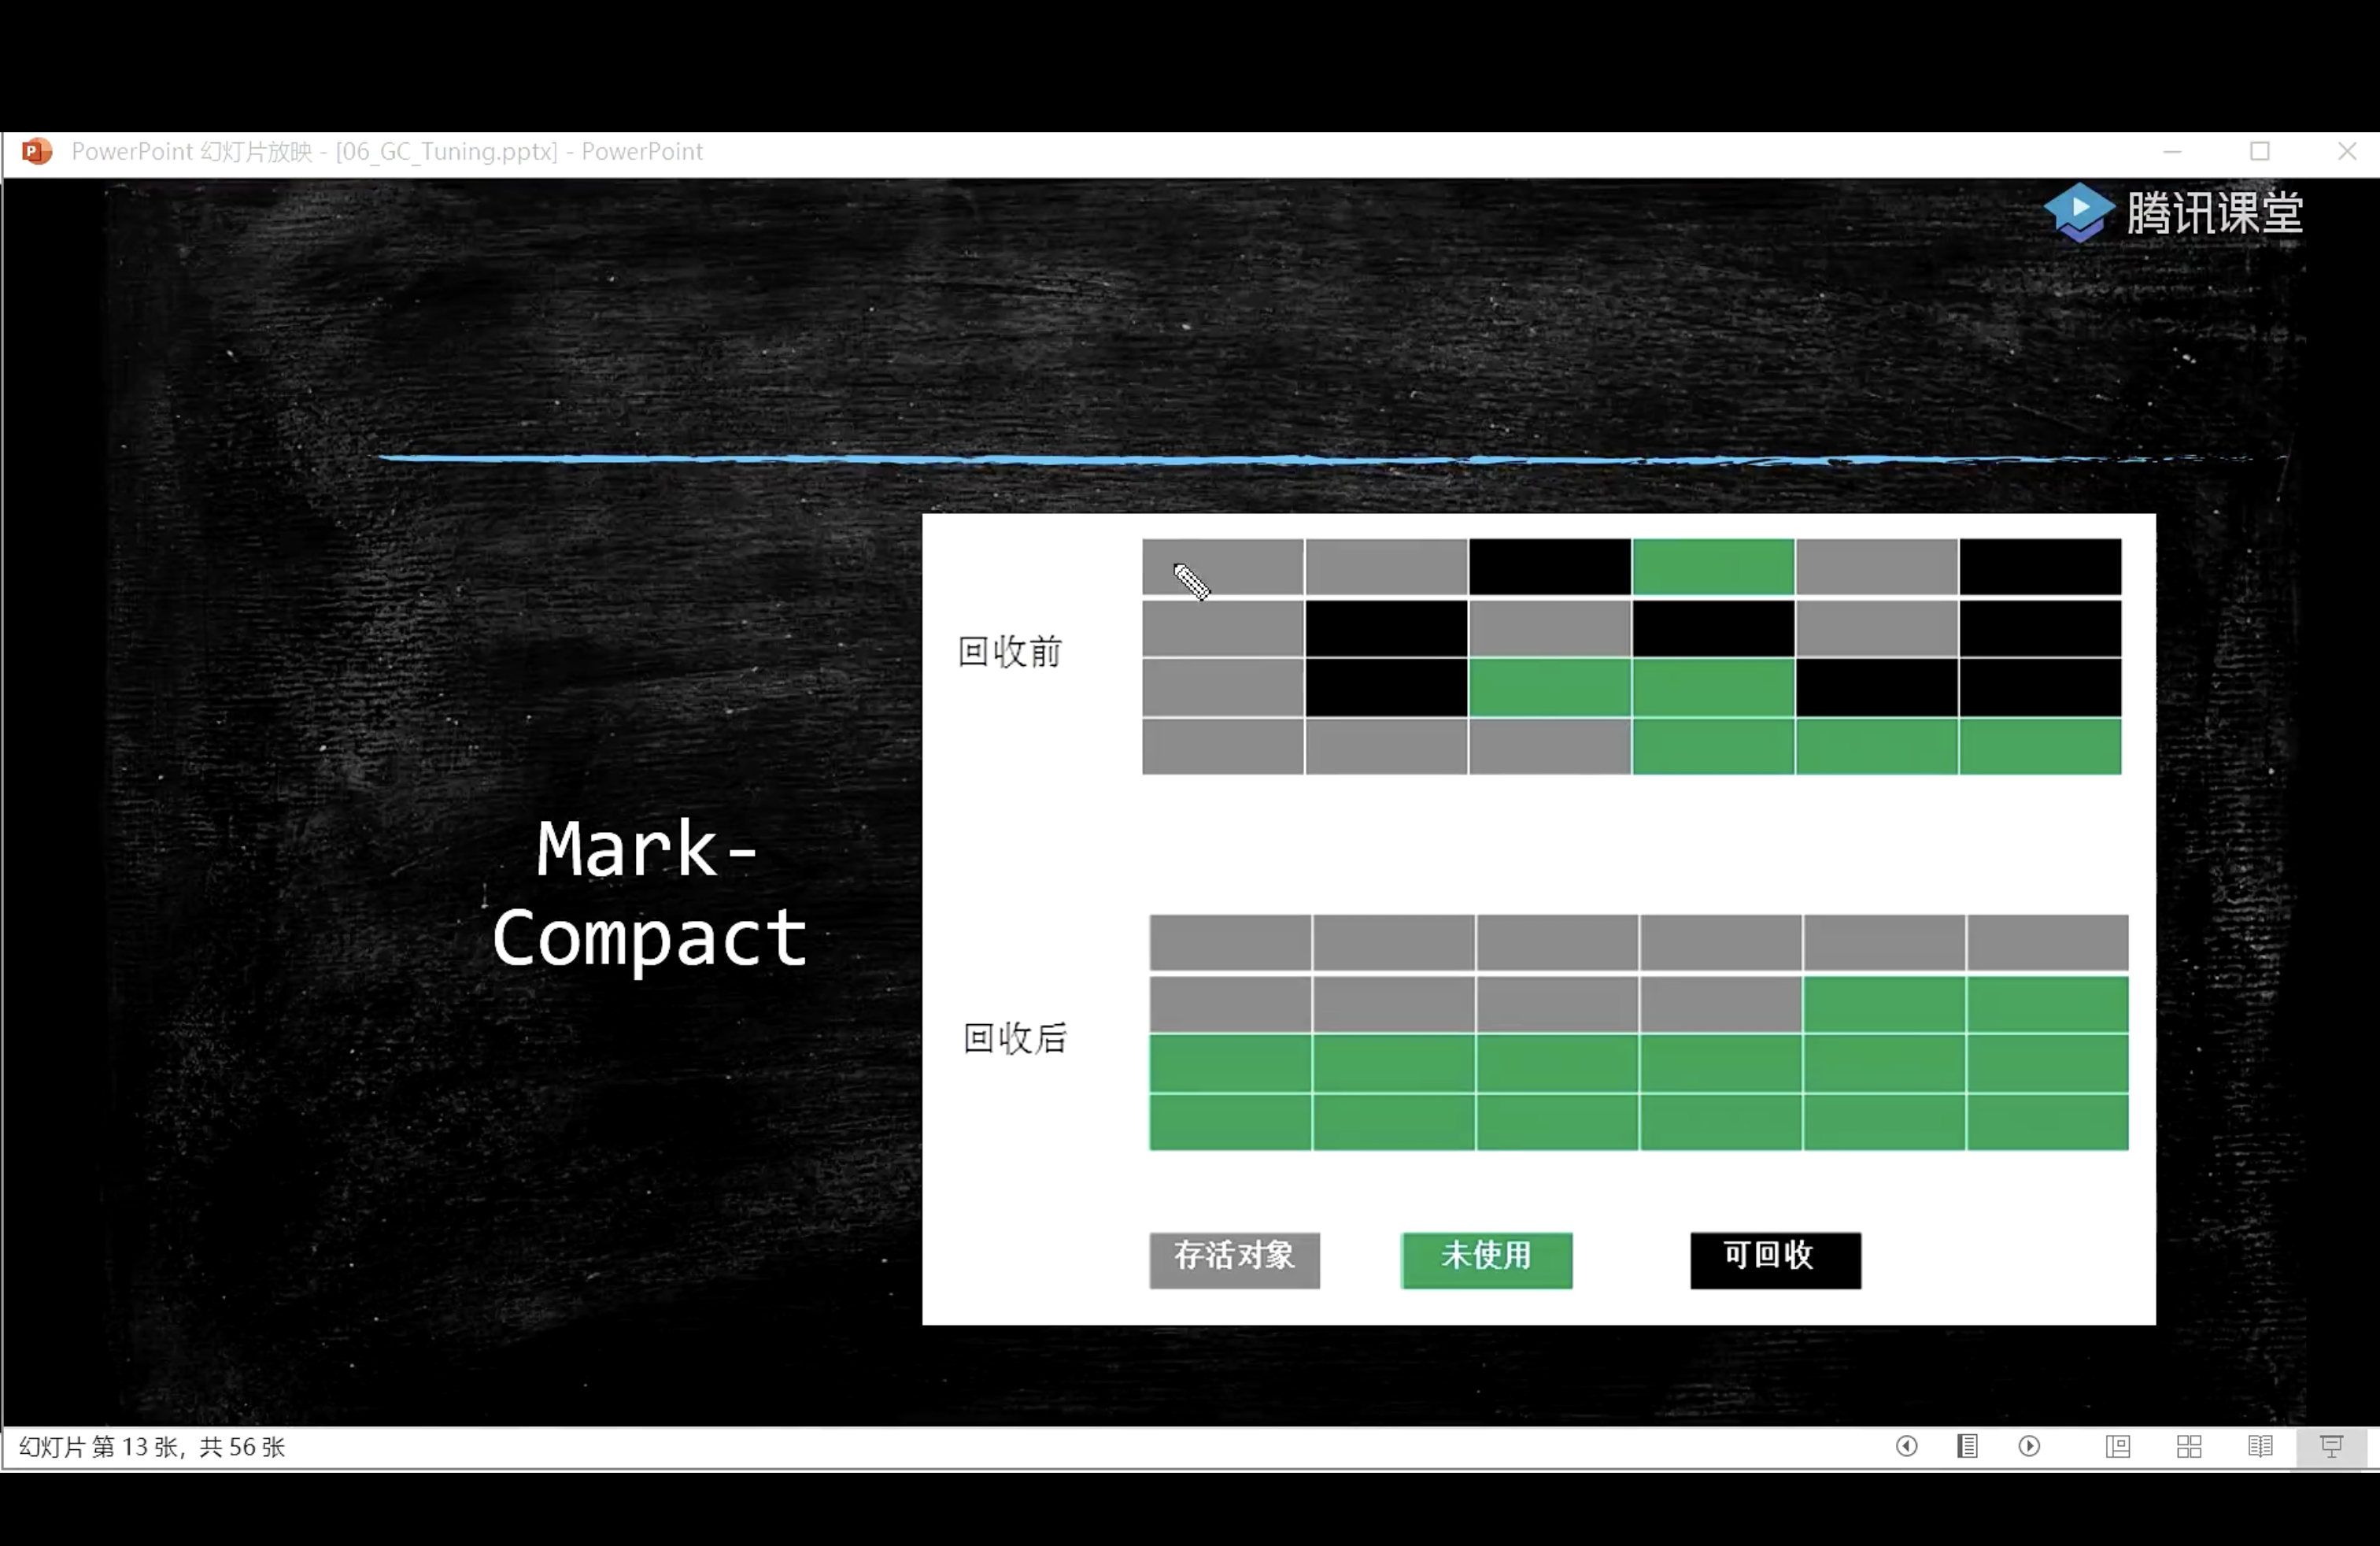 PowerPoint 幻灯片放映 - [06_GC_Tuning.pptx] - PowerPoint
腾讯课堂
回收前
Mark-
Compact
回收后
存活对象
未使用
可回收
幻灯片 第 13 张，共 56 张